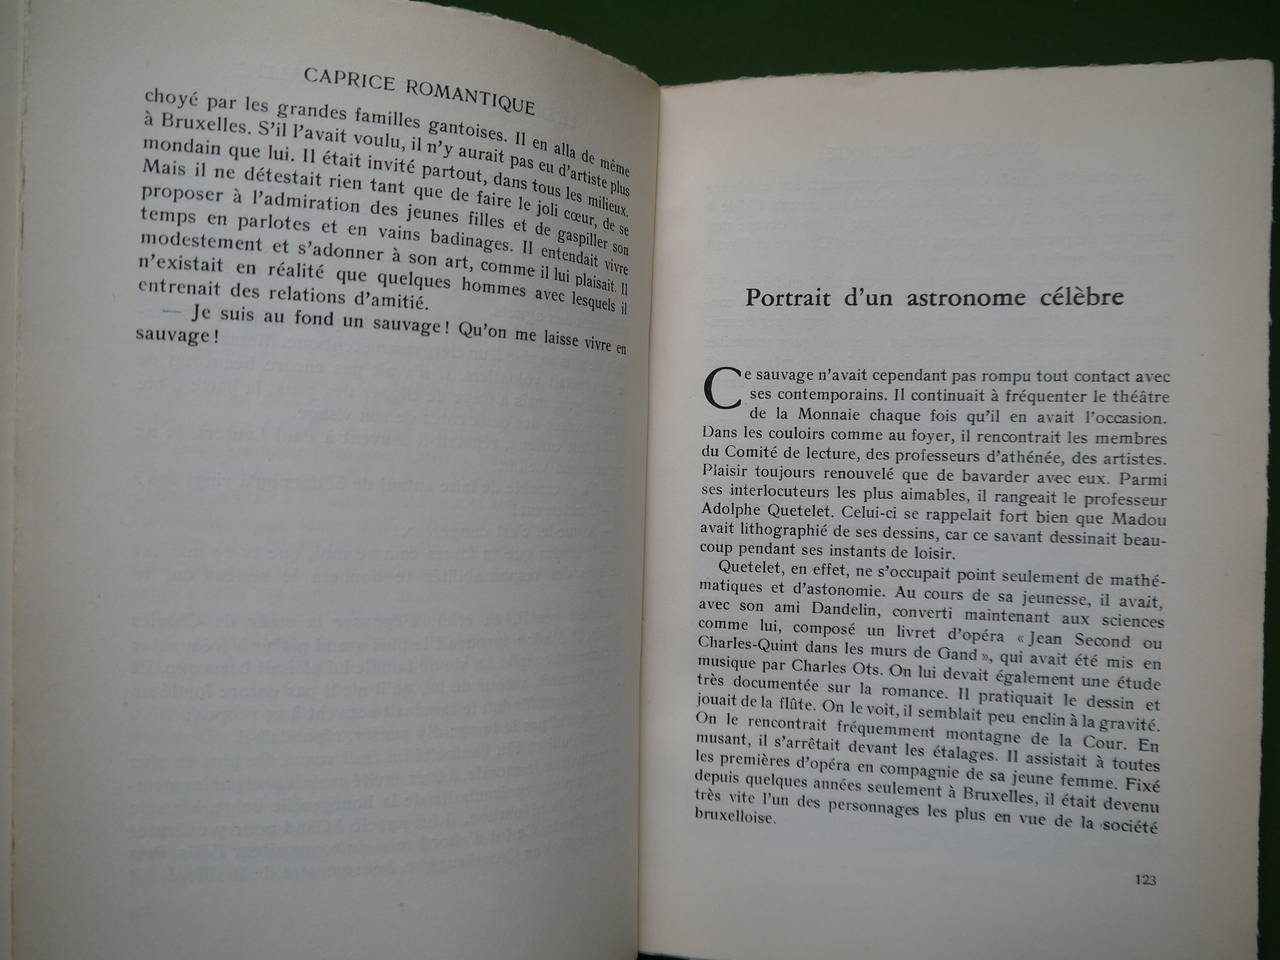 CAPRICE ROMANTIQUE
choyé par les grandes familles gantoises. Il en alla de même
à Bruxelles. S'il l'avait voulu, il n'y aurait pas eu d'artiste plus
mondain que lui. Il était invité partout, dans tous les milieux.
Mais il ne détestait rien tant que de faire le joli cœur, de se
proposer à l'admiration des jeunes filles et de gaspiller son
temps en parlotes et en vains badinages. Il entendait vivre
modestement et s'adonner à son art, comme il lui plaisait. Il
n'existait en réalité que quelques hommes avec lesquels il
entrenait des relations d'amitié.
— Je suis au fond un sauvage ! Qu'on me laisse vivre en
sauvage !
Portrait d'un astronome célèbre
Ce sauvage n'avait cependant pas rompu tout contact avec
ses contemporains. Il continuait à fréquenter le théâtre
de la Monnaie chaque fois qu'il en avait l'occasion.
Dans les couloirs comme au foyer, il rencontrait les membres
du Comité de lecture, des professeurs d'athénée, des artistes.
Plaisir toujours renouvelé que de bavarder avec eux. Parmi
ses interlocuteurs les plus aimables, il rangeait le professeur
Adolphe Quetelet. Celui-ci se rappelait fort bien que Madou
avait lithographié de ses dessins, car ce savant dessinait beau-
coup pendant ses instants de loisir.
Quetelet, en effet, ne s'occupait point seulement de mathé-
matiques et d'astonomie. Au cours de sa jeunesse, il avait,
avec son ami Dandelin, converti maintenant aux sciences
comme lui, composé un livret d'opéra « Jean Second ou
Charles-Quint dans les murs de Gand », qui avait été mis en
musique par Charles Ots. On lui devait également une étude
très documentée sur la romance. Il pratiquait le dessin et
jouait de la flûte. On le voit, il semblait peu enclin à la gravité.
On le rencontrait fréquemment montagne de la Cour. En
musant, il s'arrêtait devant les étalages. Il assistait à toutes
les premières d'opéra en compagnie de sa jeune femme. Fixé
depuis quelques années seulement à Bruxelles, il était devenu
très vite l'un des personnages les plus en vue de la société
bruxelloise.
123